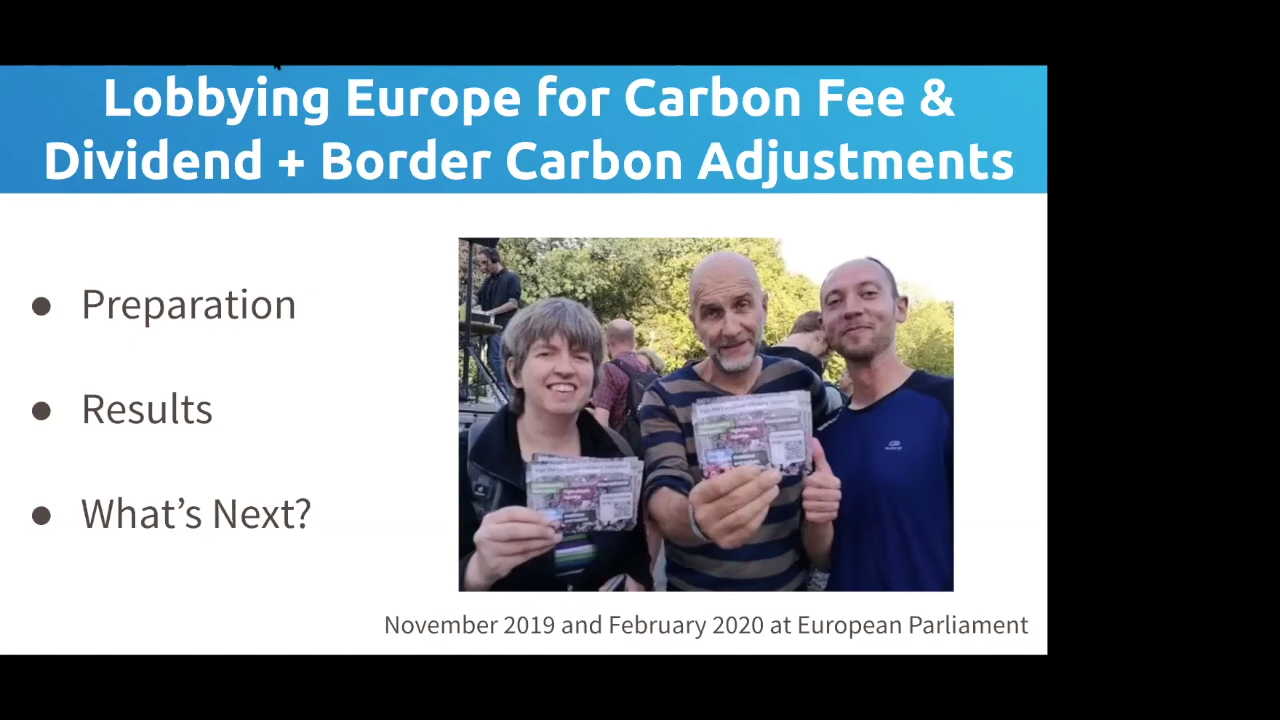 Lobbying Europe for Carbon Fee &
Dividend + Border Carbon Adjustments
● Preparation
● Results
● What's Next?
November 2019 and February 2020 at European Parliament